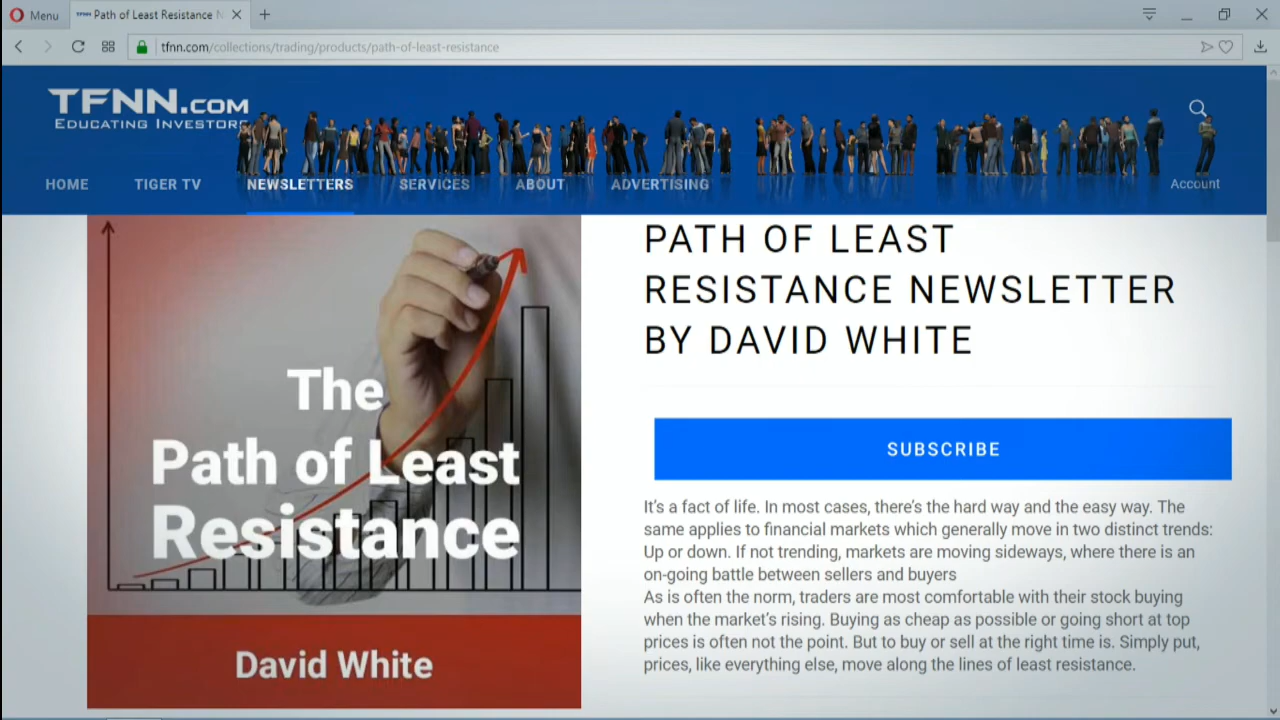 Menu
Path of Least Resistance N
tfnn.com/collections/trading/products/path-of-least-resistance
TFNN.COM
EDUCATING INVESTORS
HOME
TIGER TV
NEWSLETTERS
SERVICES
ABOUT
ADVERTISING
Account
The
Path of Least
Resistance
David White
PATH OF LEAST
RESISTANCE NEWSLETTER
BY DAVID WHITE
SUBSCRIBE
It's a fact of life. In most cases, there's the hard way and the easy way. The
same applies to financial markets which generally move in two distinct trends:
Up or down. If not trending, markets are moving sideways, where there is an
on-going battle between sellers and buyers
As is often the norm, traders are most comfortable with their stock buying
when the market's rising. Buying as cheap as possible or going short at top
prices is often not the point. But to buy or sell at the right time is. Simply put,
prices, like everything else, move along the lines of least resistance.